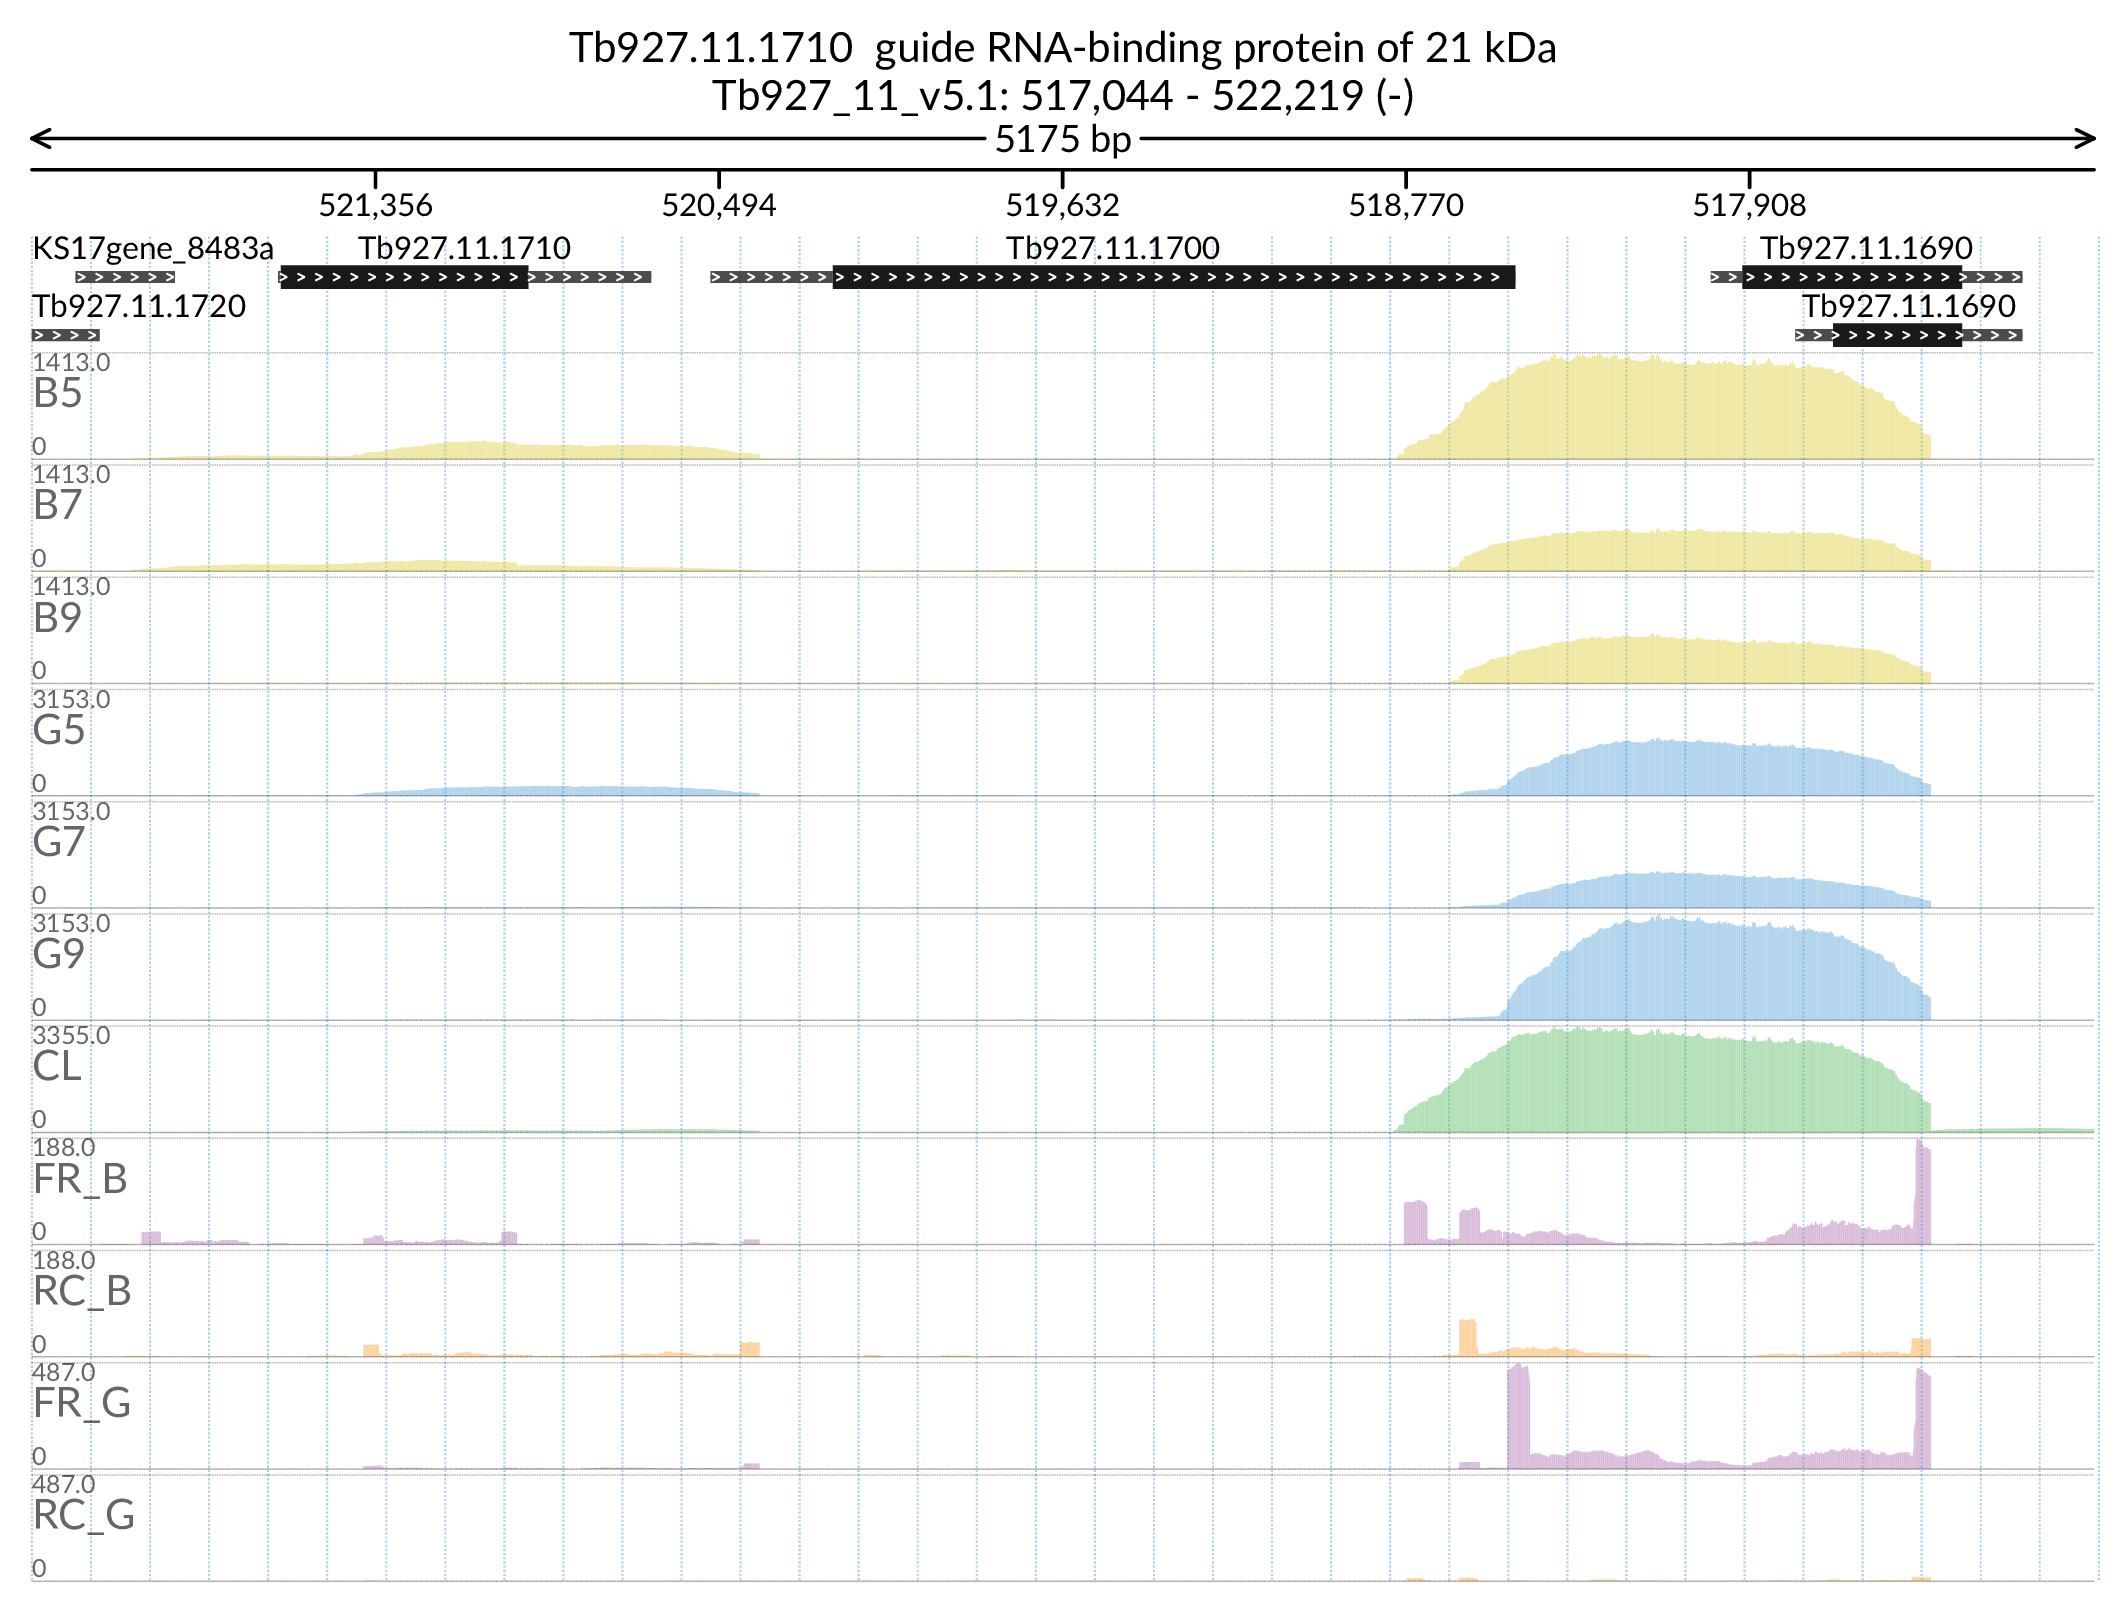 Tb927.11.1710  guide RNA-binding protein of 21 kDa
Tb927_11_v5.1: 517,044 - 522,219 (-)
5175 bp
521,356 520,494 519,632 518,770 517,908
KS17gene_8483a Tb927.11.1710 Tb927.11.1700 Tb927.11.1690
Tb927.11.1720 Tb927.11.1690
1413.0
B5
0
1413.0
B7
0
1413.0
B9
0
3153.0
G5
0
3153.0
G7
0
3153.0
G9
0
3355.0
CL
0
188.0
FR_B
0
188.0
RC_B
0
487.0
FR_G
0
487.0
RC_G
0